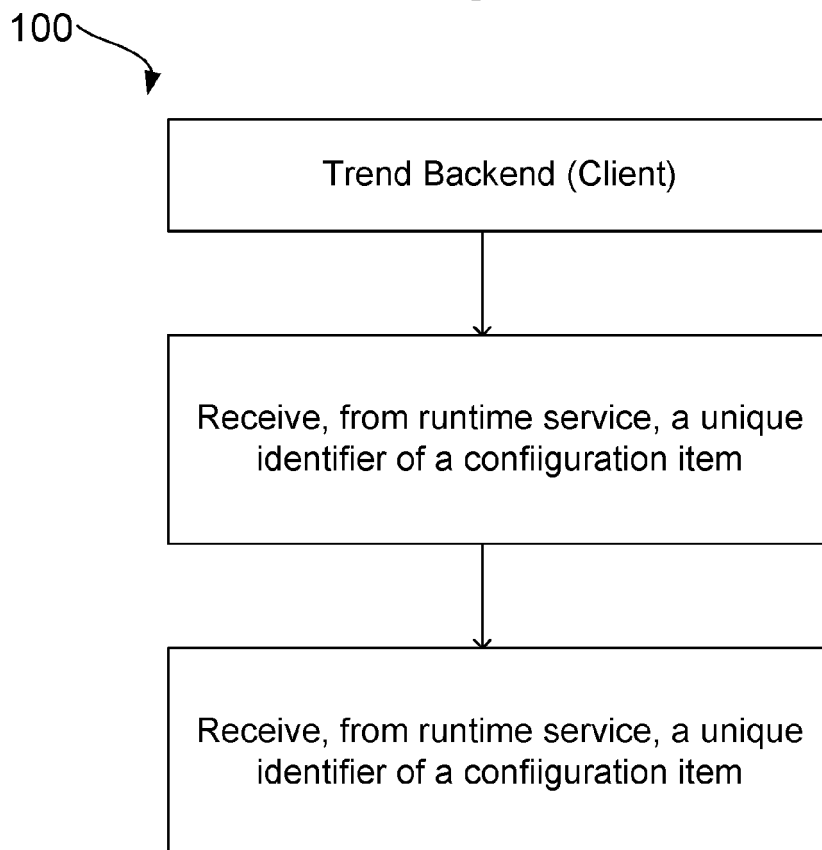 100
Trend Backend (Client)
Receive, from runtime service, a unique
identifier of a confiiguration item
Receive, from runtime service, a unique
identifier of a confiiguration item